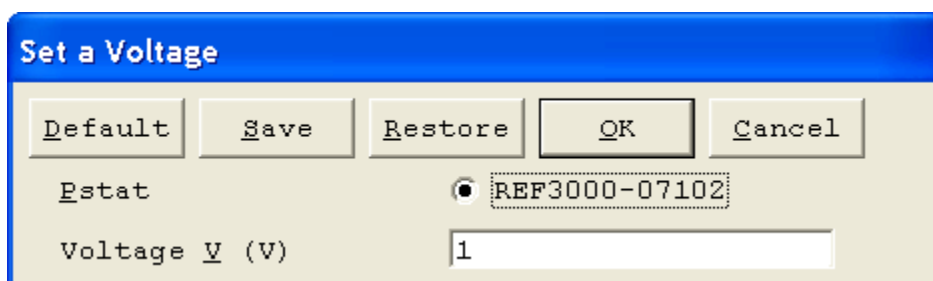 Set a Voltage
Default Save Restore OK Cancel
Pstat REF3000-07102
Voltage V (V) 1